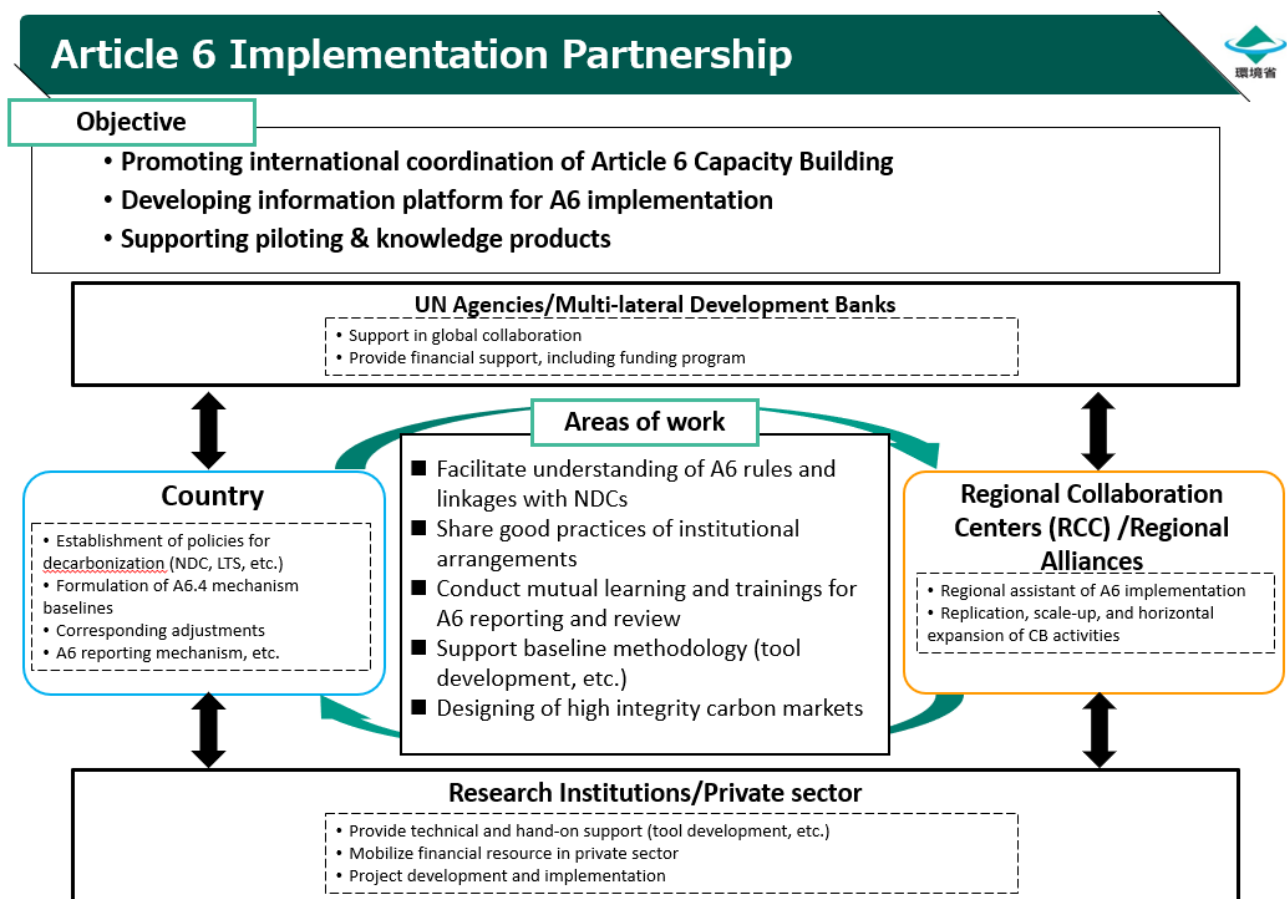 Article 6 Implementation Partnership
環境省
Objective
• Promoting international coordination of Article 6 Capacity Building
• Developing information platform for A6 implementation
• Supporting piloting & knowledge products
UN Agencies/Multi-lateral Development Banks
• Support in global collaboration
• Provide financial support, including funding program
Areas of work
■ Facilitate understanding of A6 rules and
linkages with NDCs
■ Share good practices of institutional
arrangements
■ Conduct mutual learning and trainings for
A6 reporting and review
■ Support baseline methodology (tool
development, etc.)
■ Designing of high integrity carbon markets
Country
• Establishment of policies for
decarbonization (NDC, LTS, etc.)
• Formulation of A6.4 mechanism
baselines
• Corresponding adjustments
• A6 reporting mechanism, etc.
Regional Collaboration
Centers (RCC) /Regional
Alliances
• Regional assistant of A6 implementation
• Replication, scale-up, and horizontal
expansion of CB activities
Research Institutions/Private sector
• Provide technical and hand-on support (tool development, etc.)
• Mobilize financial resource in private sector
• Project development and implementation